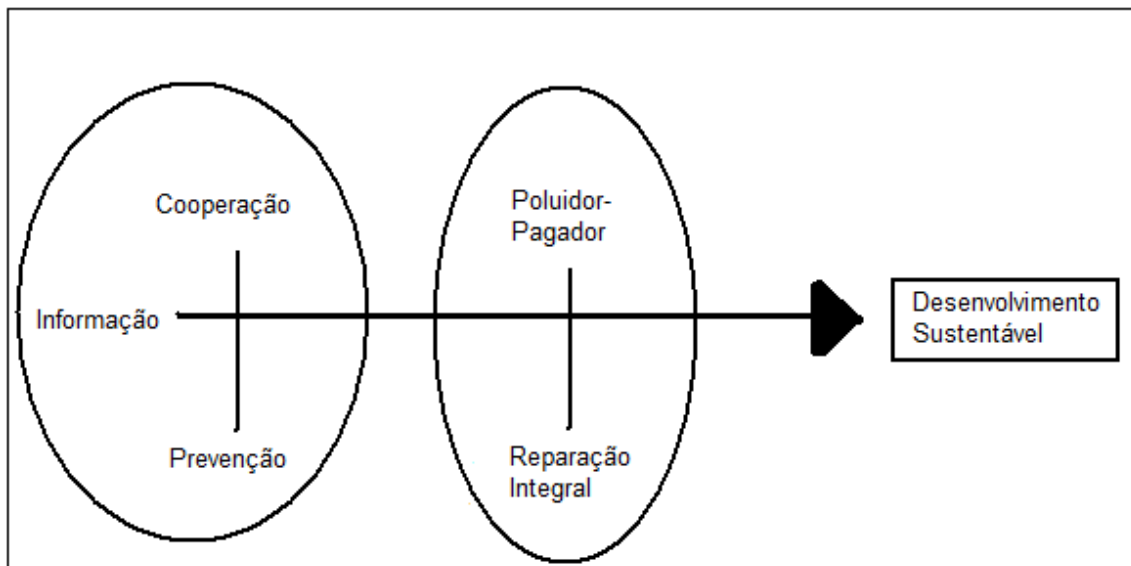 Cooperação
Informação
Prevenção
Poluidor-
Pagador
Reparação
Integral
Desenvolvimento
Sustentável